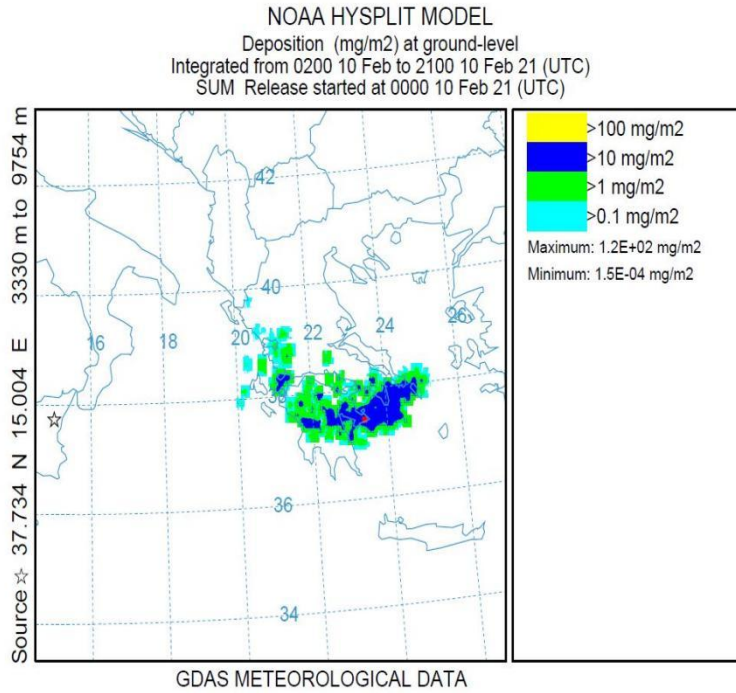 NOAA HYSPLIT MODEL
Deposition (mg/m2) at ground-level
Integrated from 0200 10 Feb to 2100 10 Feb 21 (UTC)
SUM Release started at 0000 10 Feb 21 (UTC)
Source ☆ 37.734 N 15.004 E 3330 m to 9754 m
>100 mg/m2
>10 mg/m2
>1 mg/m2
>0.1 mg/m2
Maximum: 1.2E+02 mg/m2
Minimum: 1.5E-04 mg/m2
42
40
16
18
20
22
24
26
36
34
GDAS METEOROLOGICAL DATA